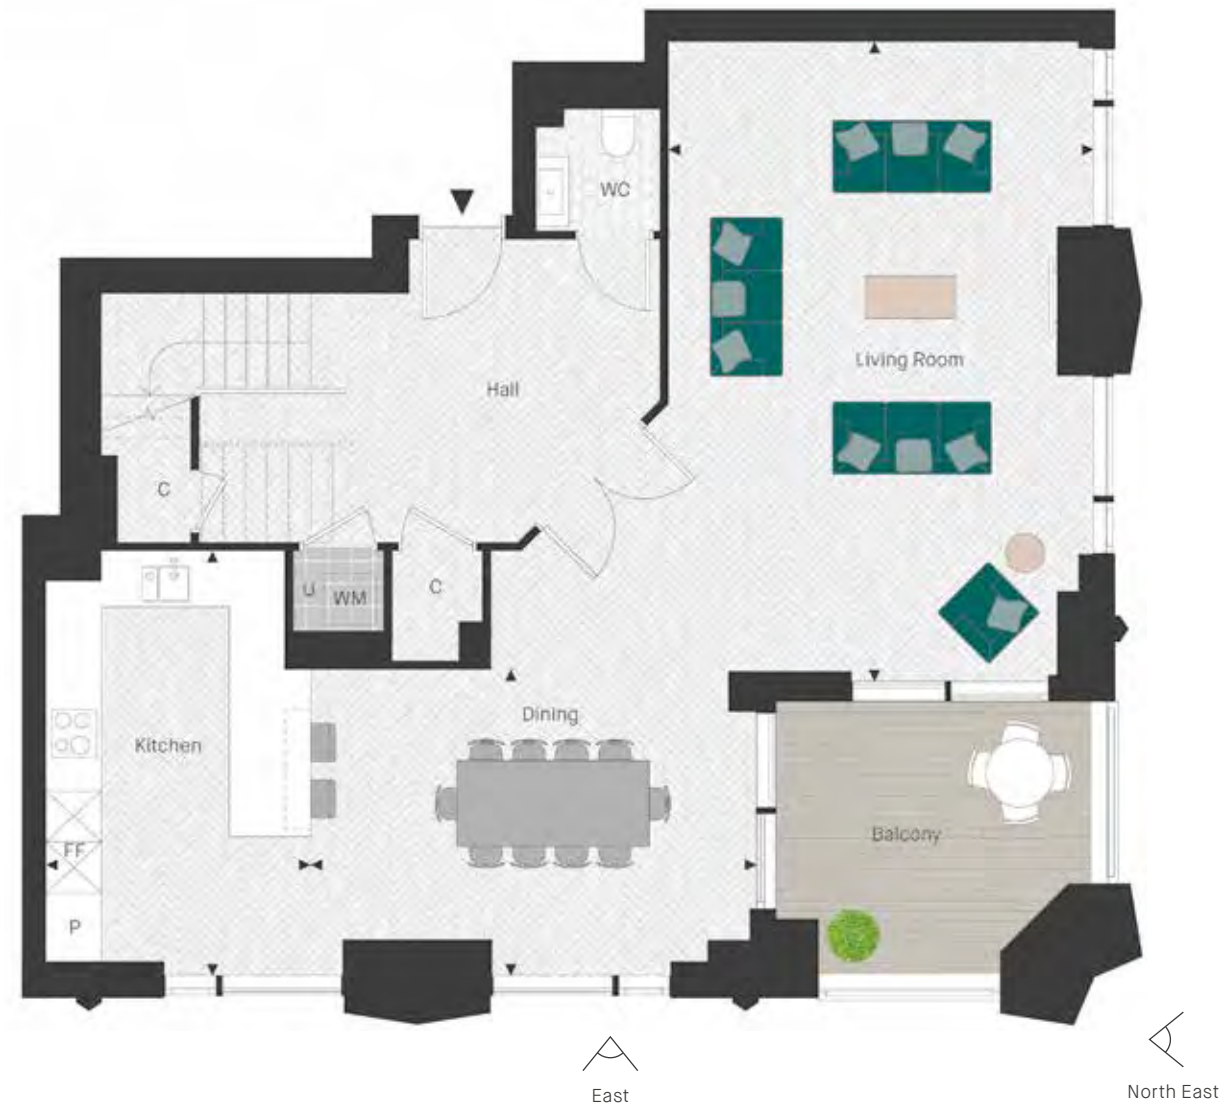 WC
Living Room
Hall
C
U
WM
C
Dining
Kitchen
Balcony
FF
P
East
North East